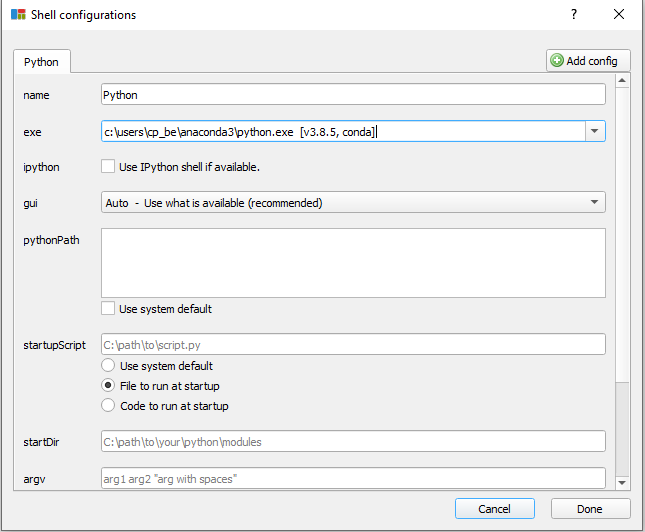 Shell configurations
?
Python
Add config
name
Python
exe
c:\users\cp_be\anaconda3\python.exe [v3.8.5, conda]
ipython
Use IPython shell if available.
gui
Auto - Use what is available (recommended)
pythonPath
Use system default
startupScript
C:\path\to\script.py
Use system default
File to run at startup
Code to run at startup
startDir
C:\path\to\your\python\modules
argv
arg1 arg2 "arg with spaces"
Cancel
Done